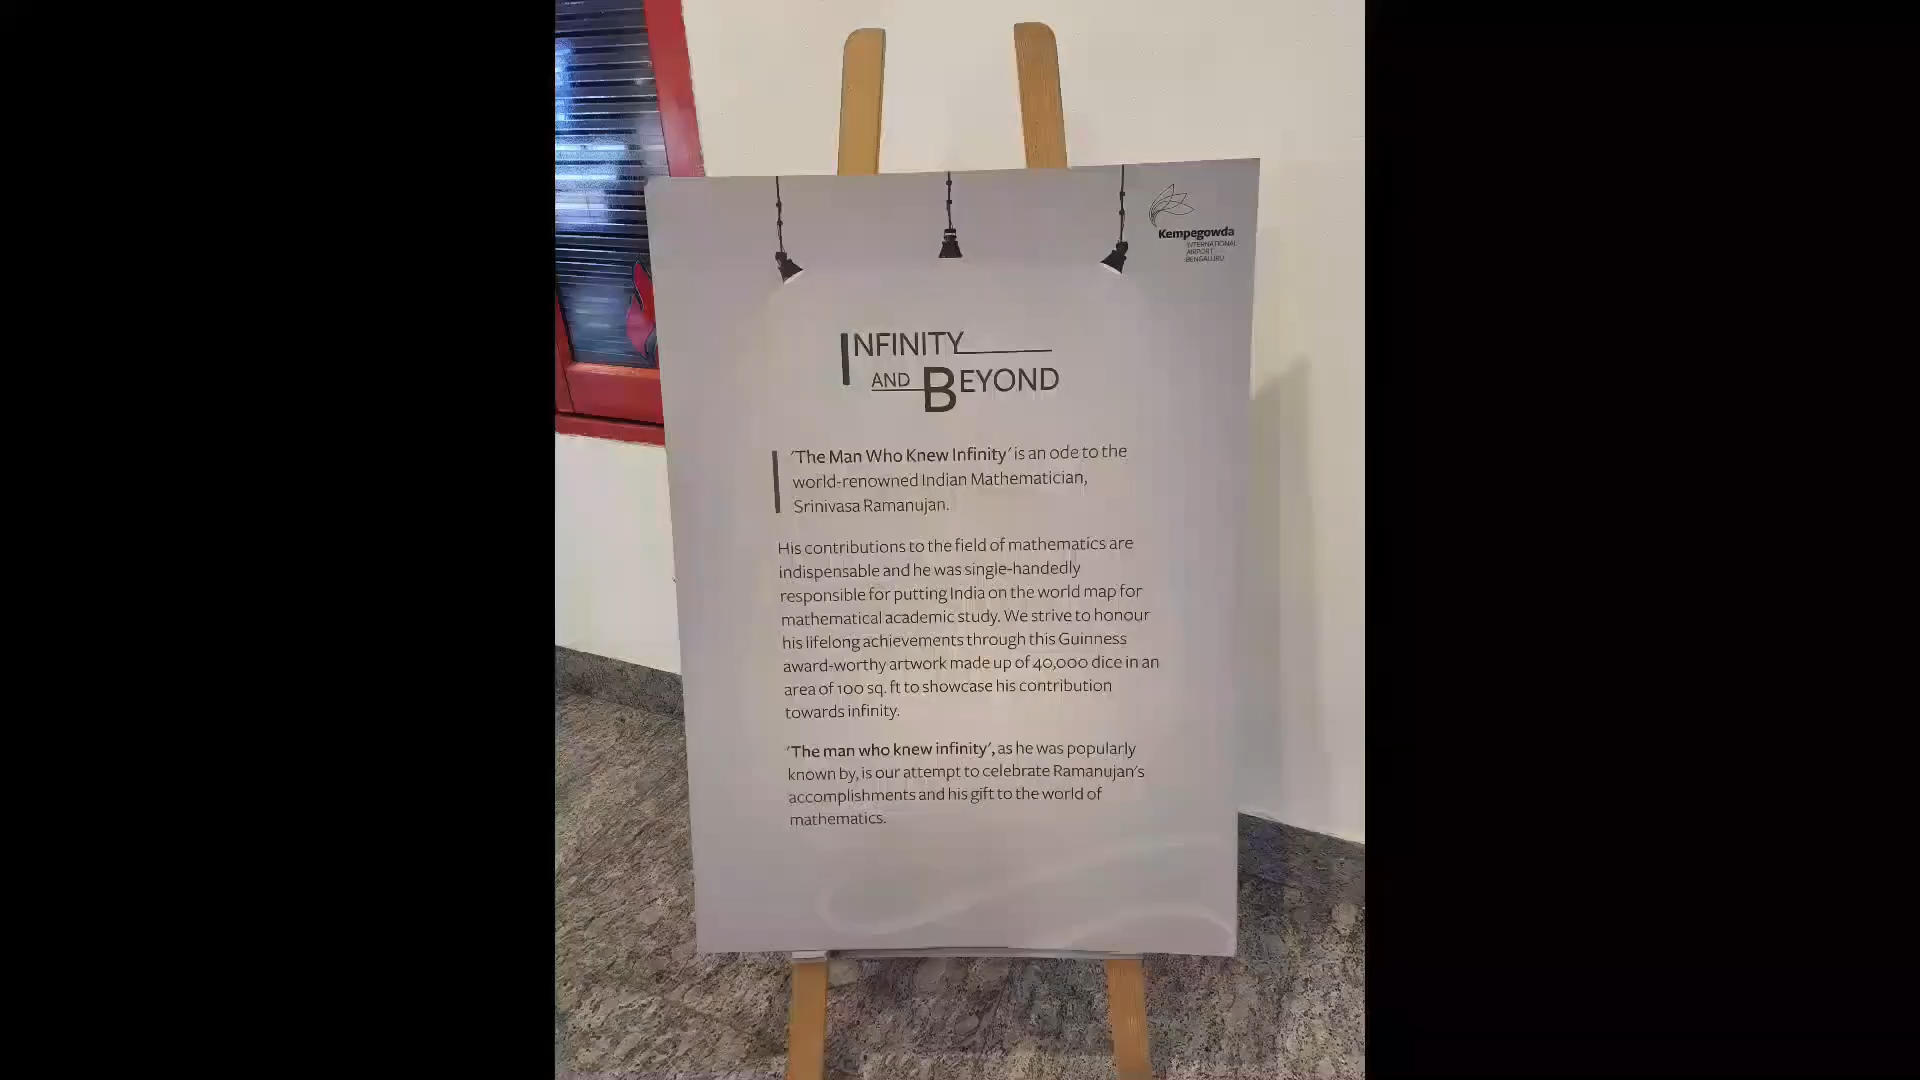 Kempegowda
INTERNATIONAL
AIRPORT
BENGALURU
INFINITY
AND BEYOND
'The Man Who Knew Infinity' is an ode to the
world-renowned Indian Mathematician,
Srinivasa Ramanujan.
His contributions to the field of mathematics are
indispensable and he was single-handedly
responsible for putting India on the world map for
mathematical academic study. We strive to honour
his lifelong achievements through this Guinness
award-worthy artwork made up of 40,000 dice in an
area of 100 sq. ft to showcase his contribution
towards infinity.
'The man who knew infinity', as he was popularly
known by, is our attempt to celebrate Ramanujan's
accomplishments and his gift to the world of
mathematics.